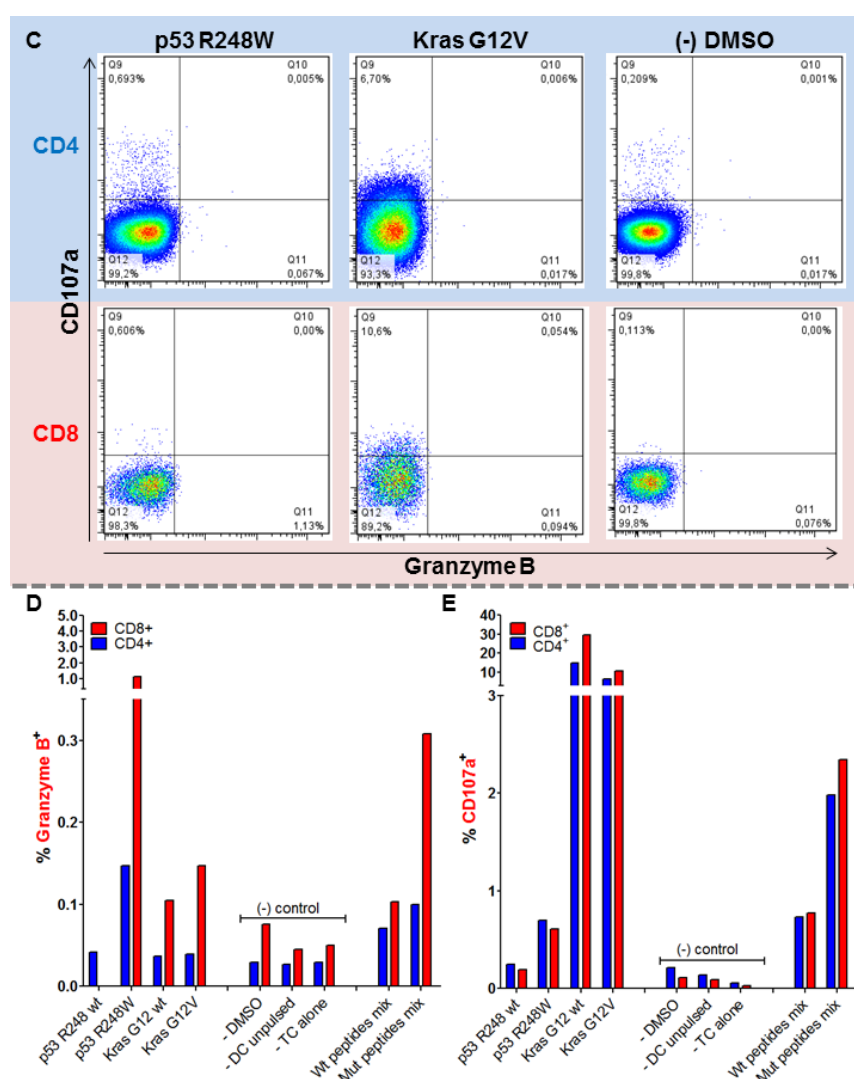 C p53 R248W Kras G12V (-) DMSO
CD4
CD107a
Q9 Q10
0,693% 0,005%
Q12 Q11
99,2% 0,067%
Q9 Q10
6,70% 0,006%
Q12 Q11
93,3% 0,017%
Q9 Q10
0,209% 0,001%
Q12 Q11
99,8% 0,017%
CD8
Q9 Q10
0,606% 0,00%
Q12 Q11
98,3% 1,13%
Q9 Q10
10,6% 0,054%
Q12 Q11
89,2% 0,094%
Q9 Q10
0,113% 0,00%
Q12 Q11
99,8% 0,076%
Granzyme B
D
5.0
4.0
3.0
2.0
1.0
0.3
0.2
0.1
0.0
% Granzyme B+
CD8+
CD4+
(-) control
p53 R248 wt
p53 R248W
Kras G12 wt
Kras G12V
- DMSO
- DC unpulsed
- TC alone
Wt peptides mix
Mut peptides mix
E
40
30
20
10
3
2
1
0
% CD107a+
CD8+
CD4+
(-) control
p53 R248 wt
p53 R248W
Kras G12 wt
Kras G12V
- DMSO
- DC unpulsed
- TC alone
Wt peptides mix
Mut peptides mix